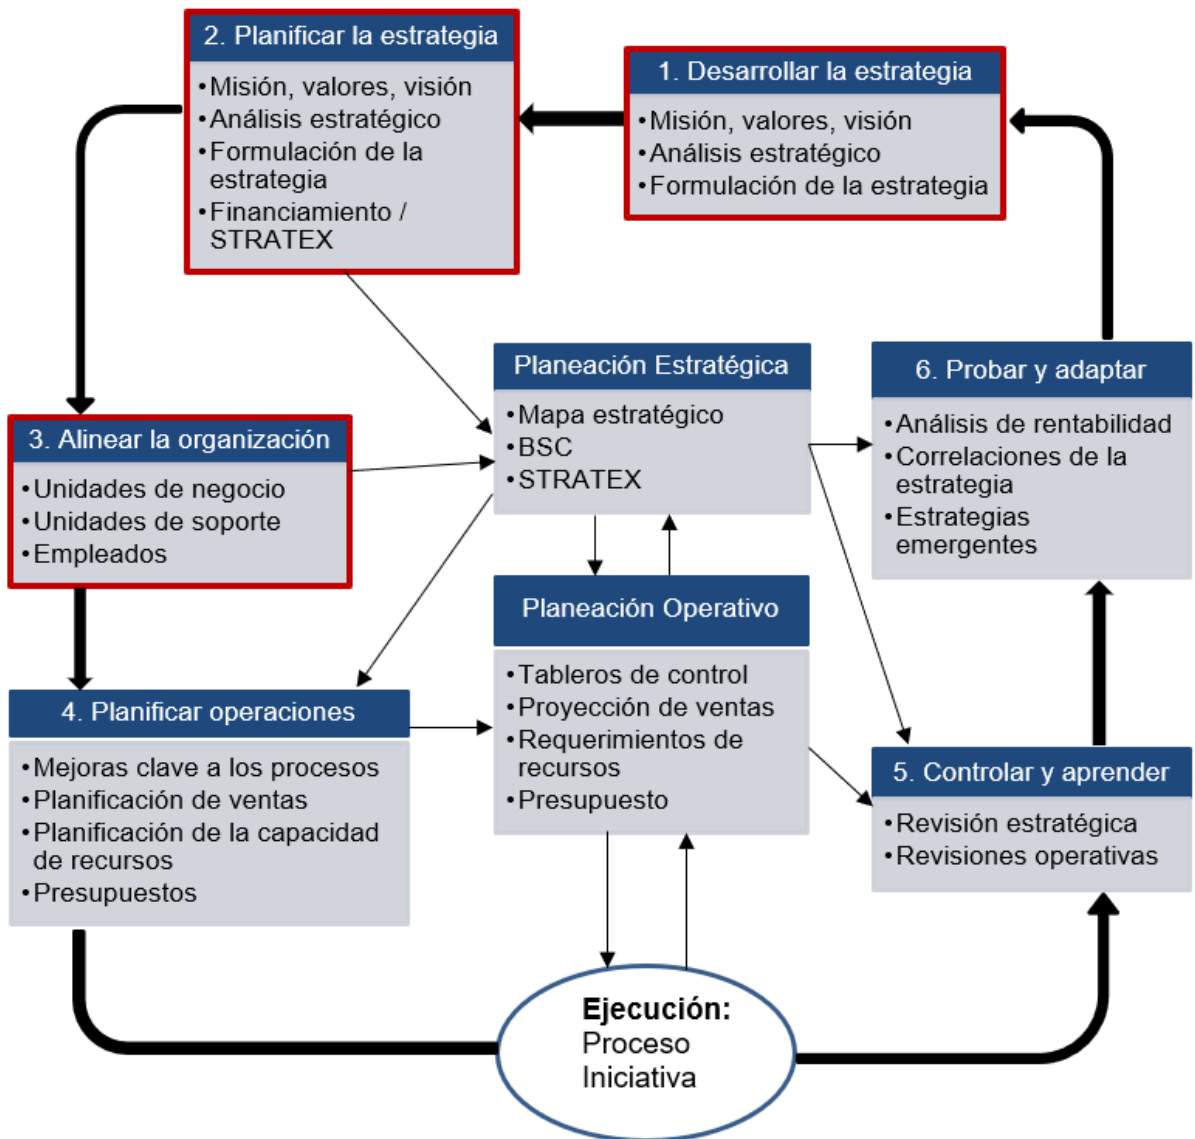 2. Planificar la estrategia
•Misión, valores, visión
•Análisis estratégico
•Formulación de la
estrategia
•Financiamiento /
STRATEX
1. Desarrollar la estrategia
•Misión, valores, visión
•Análisis estratégico
•Formulación de la estrategia
3. Alinear la organización
•Unidades de negocio
•Unidades de soporte
•Empleados
Planeación Estratégica
•Mapa estratégico
•BSC
•STRATEX
6. Probar y adaptar
•Análisis de rentabilidad
•Correlaciones de la
estrategia
•Estrategias
emergentes
4. Planificar operaciones
•Mejoras clave a los procesos
•Planificación de ventas
•Planificación de la capacidad
de recursos
•Presupuestos
Planeación Operativo
•Tableros de control
•Proyección de ventas
•Requerimientos de
recursos
•Presupuesto
5. Controlar y aprender
•Revisión estratégica
•Revisiones operativas
Ejecución:
Proceso
Iniciativa